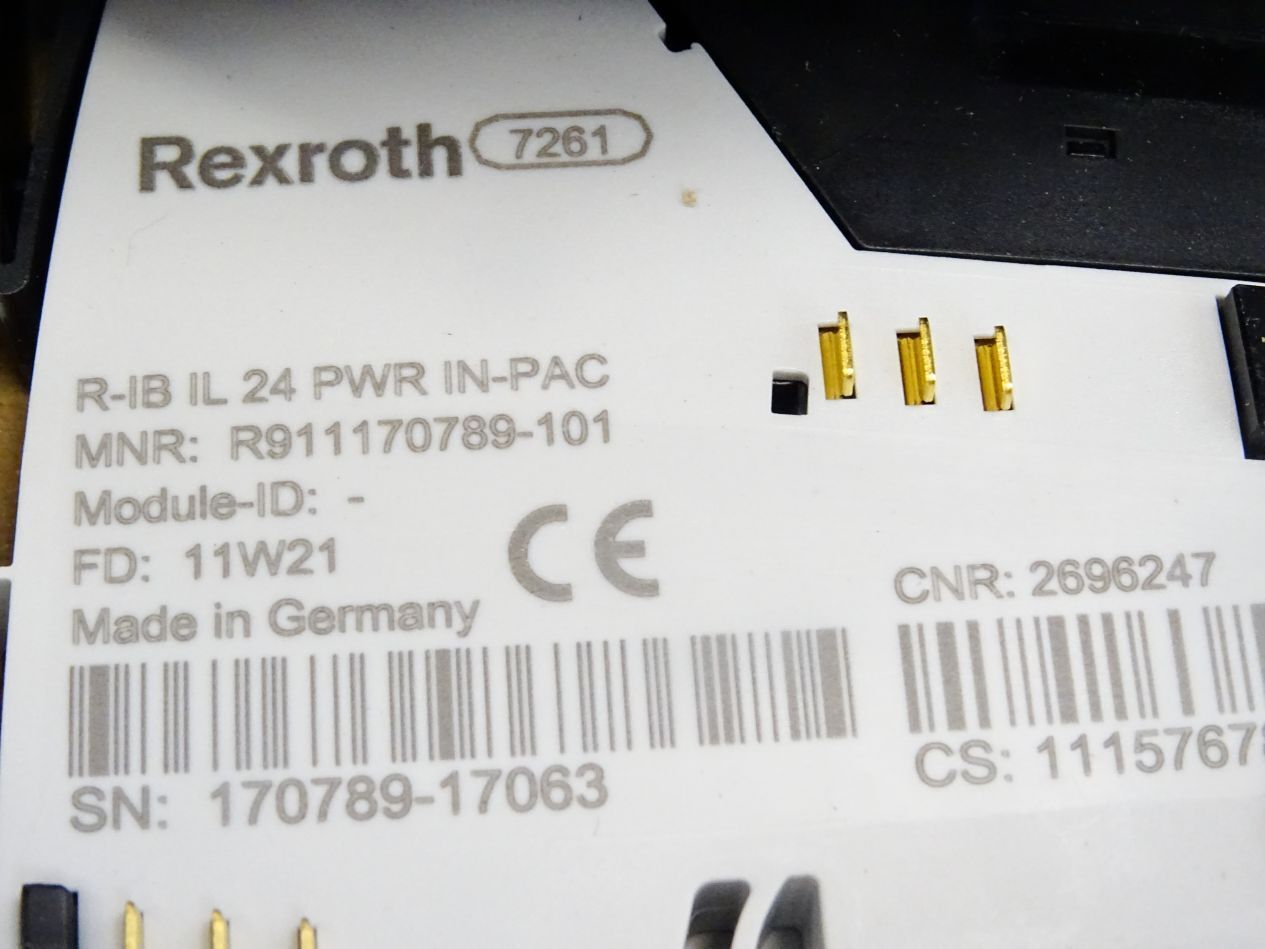 Rexroth 7261
R-IB IL 24 PWR IN-PAC
MNR: R911170789-101
Module-ID: -
FD: 11W21
Made in Germany
CE
SN: 170789-17063
CNR: 2696247
CS: 1115767